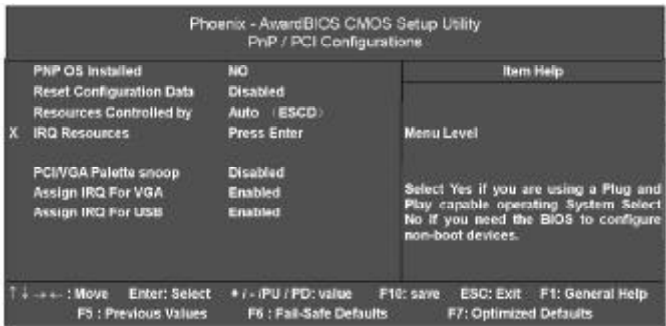 Phoenix - AwardBIOS CMOS Setup Utility
PnP / PCI Configurations
PNP OS Installed NO
Item Help
Reset Configuration Data Disabled
Resources Controlled by Auto (ESCD)
X IRQ Resources Press Enter
Menu Level
PCI/VGA Palette snoop Disabled
Assign IRQ For VGA Enabled
Assign IRQ For USB Enabled
Select Yes if you are using a Plug and
Play capable operating System Select
No if you need the BIOS to configure
non-boot devices.
↑↓→← : Move Enter: Select +/-/PU / PD: value F10: save ESC: Exit F1: General Help
F5 : Previous Values F6 : Fail-Safe Defaults F7: Optimized Defaults